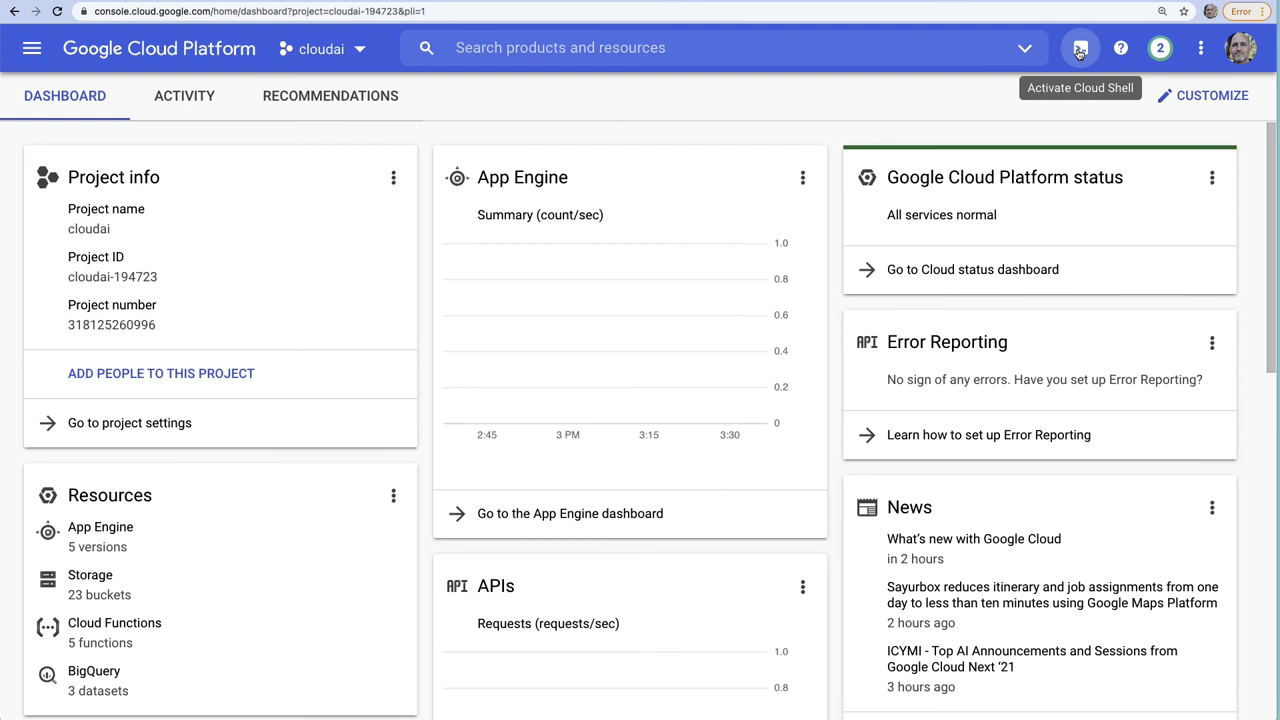 console.cloud.google.com/home/dashboard?project=cloudai-194723&pli=1
Error
Google Cloud Platform
cloudai
Search products and resources
2
DASHBOARD
ACTIVITY
RECOMMENDATIONS
Activate Cloud Shell
CUSTOMIZE
Project info
Project name
cloudai
Project ID
cloudai-194723
Project number
318125260996
ADD PEOPLE TO THIS PROJECT
Go to project settings
Resources
App Engine
5 versions
Storage
23 buckets
Cloud Functions
5 functions
BigQuery
3 datasets
App Engine
Summary (count/sec)
1.0
0.8
0.6
0.4
0.2
0
2:45
3 PM
3:15
3:30
Go to the App Engine dashboard
API
APIs
Requests (requests/sec)
1.0
0.8
Google Cloud Platform status
All services normal
Go to Cloud status dashboard
API
Error Reporting
No sign of any errors. Have you set up Error Reporting?
Learn how to set up Error Reporting
News
What's new with Google Cloud
in 2 hours
Sayurbox reduces itinerary and job assignments from one
day to less than ten minutes using Google Maps Platform
2 hours ago
ICYMI - Top AI Announcements and Sessions from
Google Cloud Next ‘21
3 hours ago